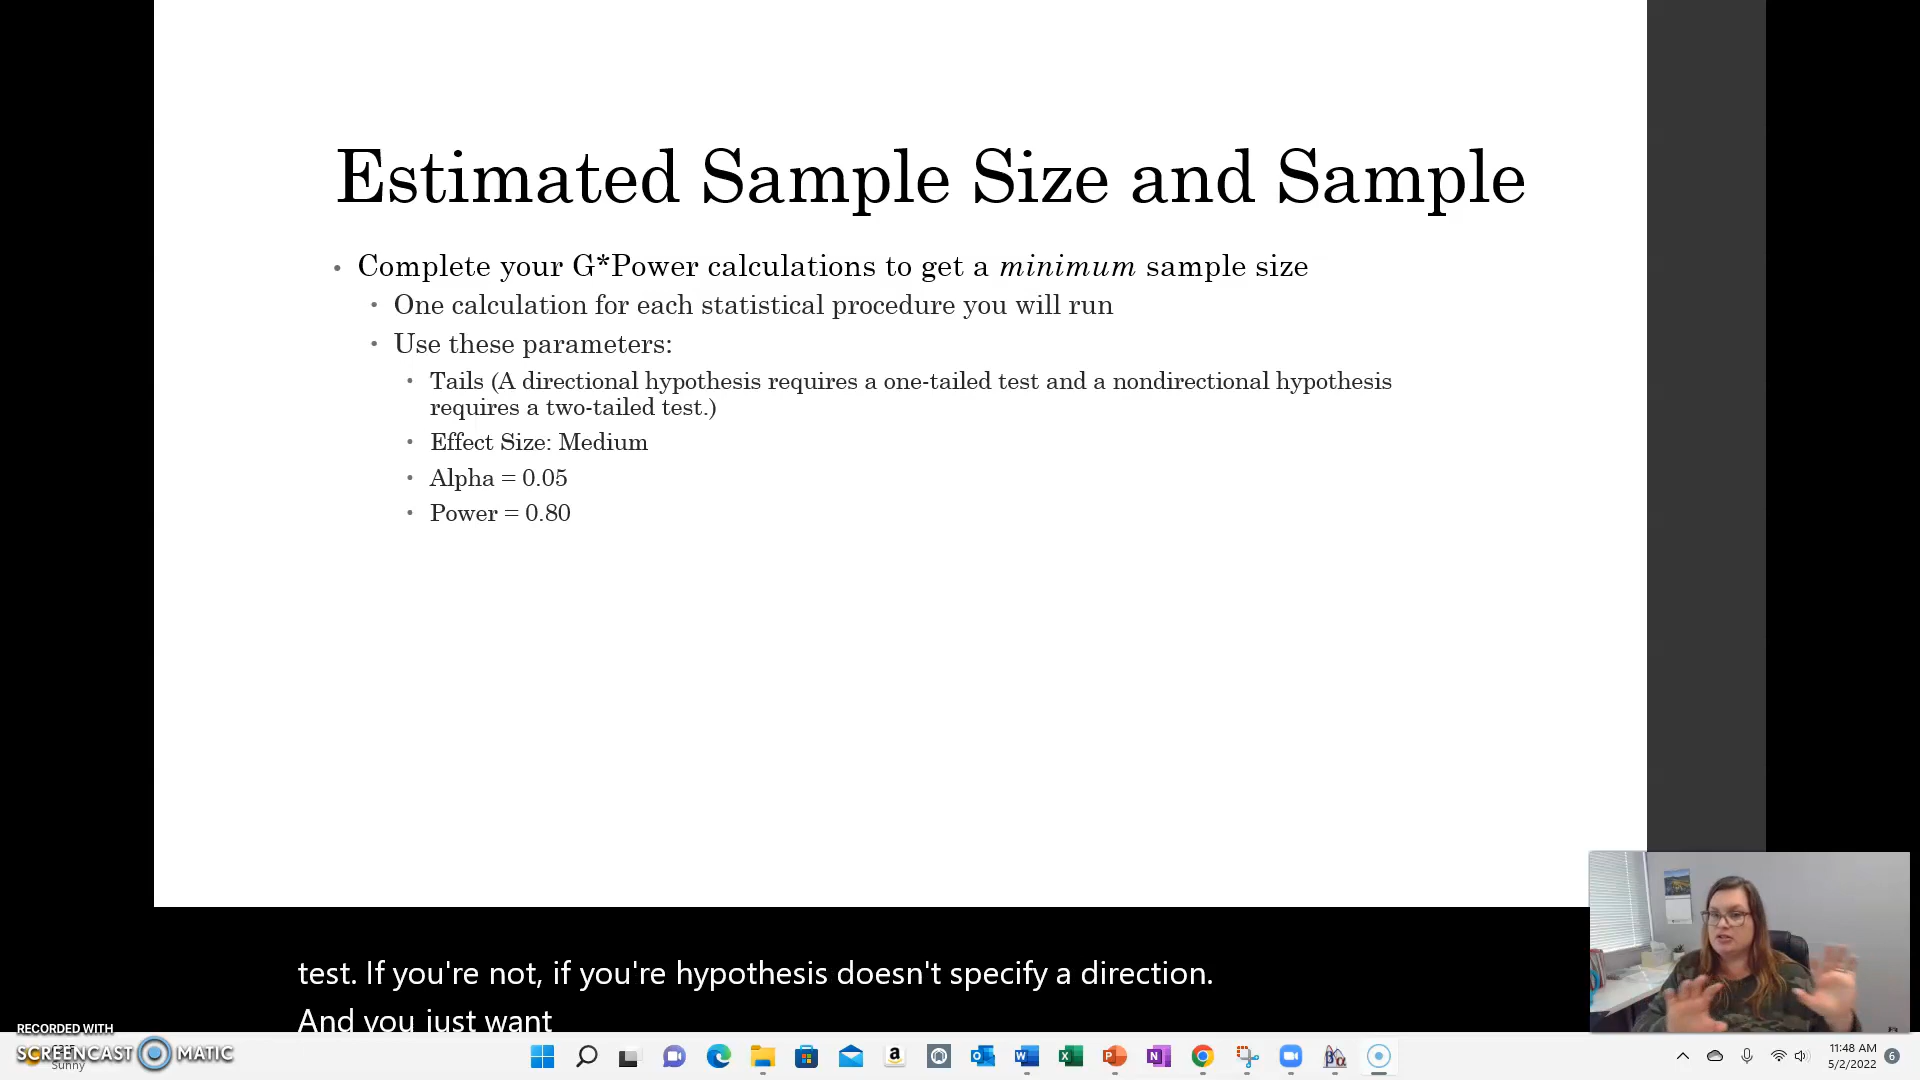 Estimated Sample Size and Sample
• Complete your G*Power calculations to get a minimum sample size
• One calculation for each statistical procedure you will run
• Use these parameters:
• Tails (A directional hypothesis requires a one-tailed test and a nondirectional hypothesis
requires a two-tailed test.)
• Effect Size: Medium
• Alpha = 0.05
• Power = 0.80
test. If you're not, if you're hypothesis doesn't specify a direction.
And you just want
RECORDED WITH
SCREENCAST MATIC
Sunny
11:48 AM
5/2/2022
6